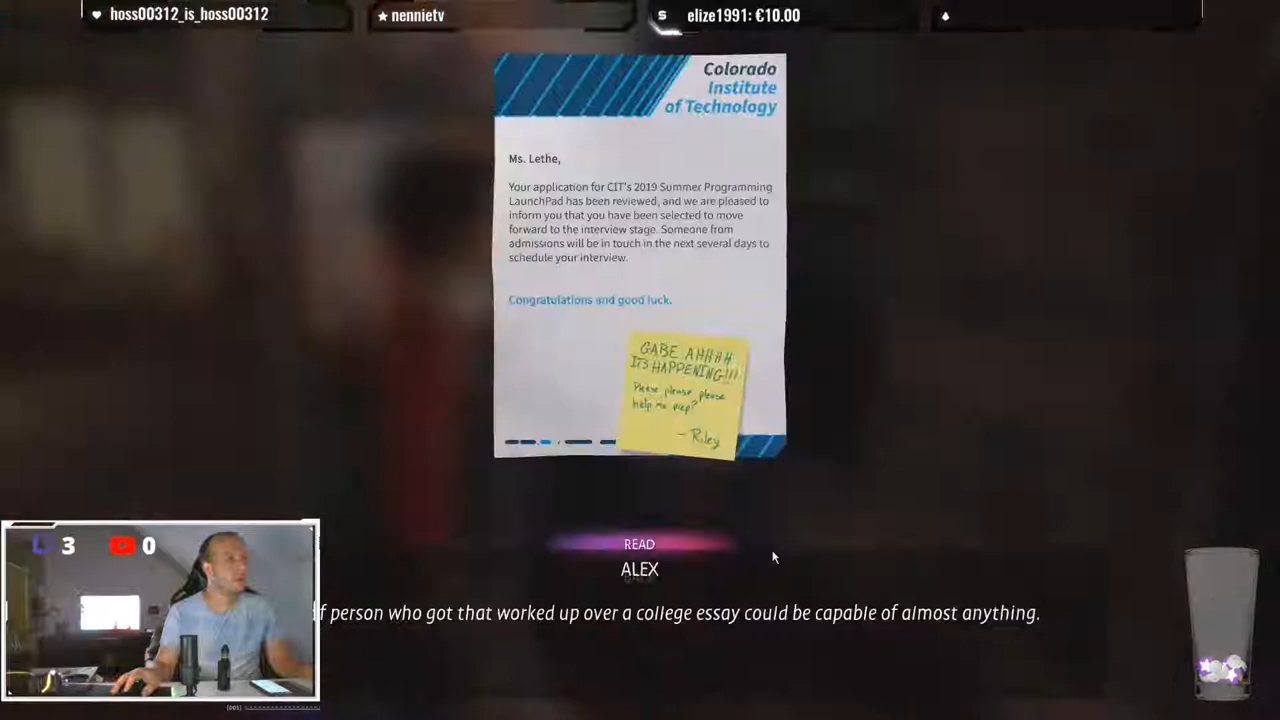 hoss00312_is_hoss00312
nennietv
S elize1991: €10.00
Colorado
Institute
of Technology
Ms. Lethe,
Your application for CIT's 2019 Summer Programming
LaunchPad has been reviewed, and we are pleased to
inform you that you have been selected to move
forward to the interview stage. Someone from
admissions will be in touch in the next several days to
schedule your interview.
Congratulations and good luck.
GABE AHHHH
ITS HAPPENING!!!
Please please please
help me prep?
- Riley
3
0
READ
ALEX
person who got that worked up over a college essay could be capable of almost anything.